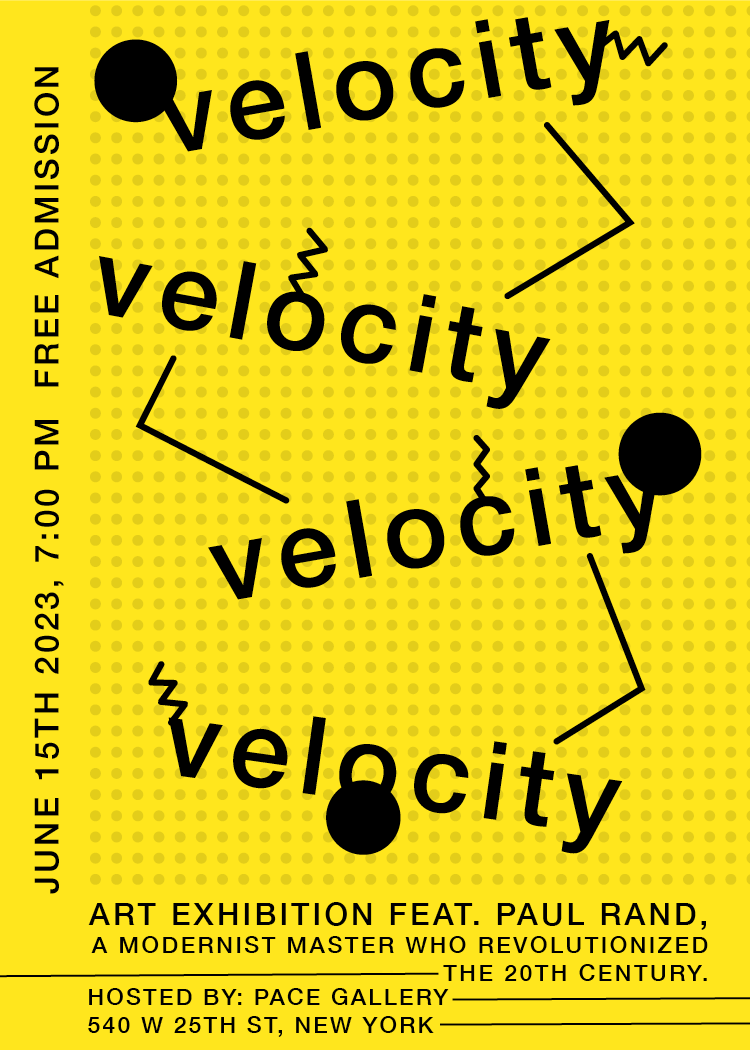 velocity
velocity
velocity
velocity
JUNE 15TH 2023, 7:00 PM FREE ADMISSION
ART EXHIBITION FEAT. PAUL RAND,
A MODERNIST MASTER WHO REVOLUTIONIZED
THE 20TH CENTURY.
HOSTED BY: PACE GALLERY
540 W 25TH ST, NEW YORK